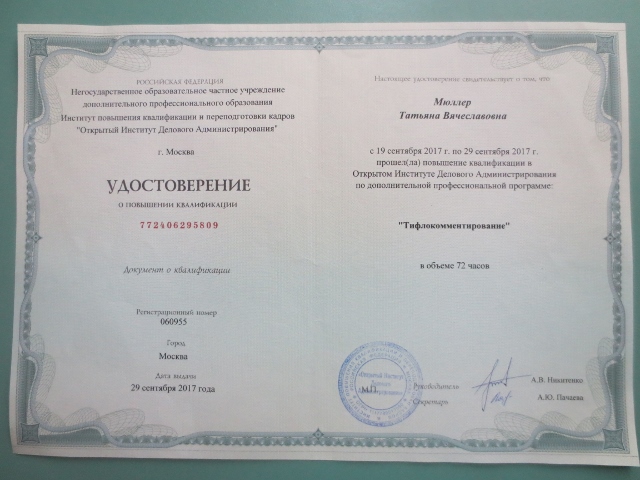 РОССИЙСКАЯ ФЕДЕРАЦИЯ
Негосударственное образовательное частное учреждение
дополнительного профессионального образования
Институт повышения квалификации и переподготовки кадров
"Открытый Институт Делового Администрирования"
г. Москва
УДОСТОВЕРЕНИЕ
О ПОВЫШЕНИИ КВАЛИФИКАЦИИ
772406295809
Документ о квалификации
Регистрационный номер
060955
Город
Москва
Дата выдачи
29 сентября 2017 года
Настоящее удостоверение свидетельствует о том, что
Мюллер
Татьяна Вячеславовна
с 19 сентября 2017 г. по 29 сентября 2017 г.
прошел(ла) повышение квалификации в
Открытом Институте Делового Администрирования
по дополнительной профессиональной программе:
"Тифлокомментирование"
в объеме 72 часов
М.П.
Руководитель
А.В. Никитенко
Секретарь
А.Ю. Пачаева